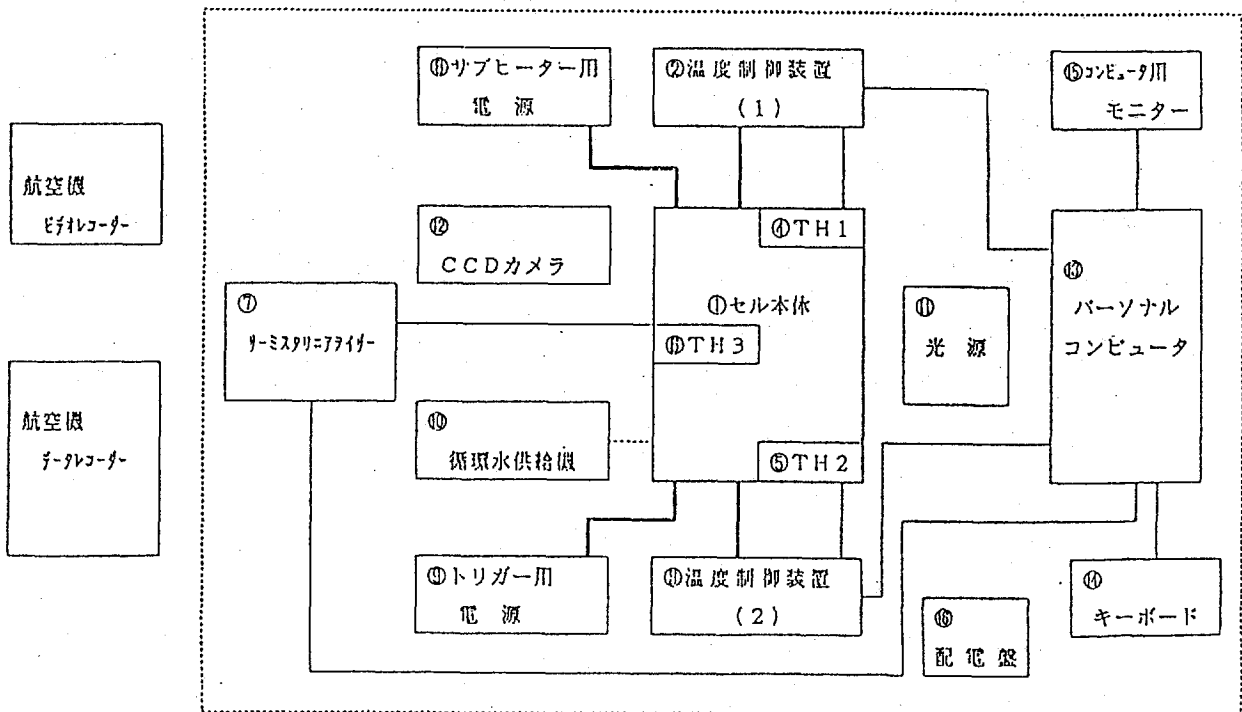 ⑧サブヒーター用
電源
②温度制御装置
(1)
⑮コンピュータ用
モニター
航空機
ビデオレコーダー
⑫
CCDカメラ
④TH1
①セル本体
⑦
サーミスタリニアライザー
⑥TH3
⑪
光源
⑬
パーソナル
コンピュータ
航空機
データレコーダー
⑩
循環水供給機
⑤TH2
⑨トリガー用
電源
③温度制御装置
(2)
⑯
配電盤
⑭
キーボード